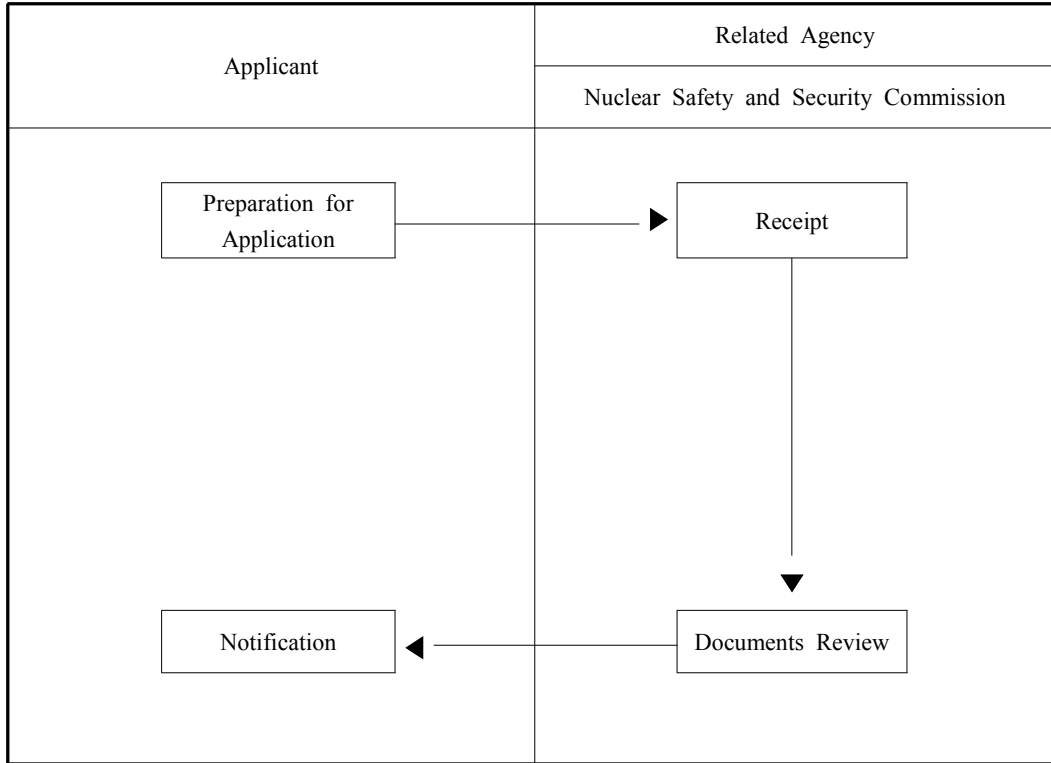 Applicant
Related Agency
Nuclear Safety and Security Commission
Preparation for
Application
Receipt
Notification
Documents Review